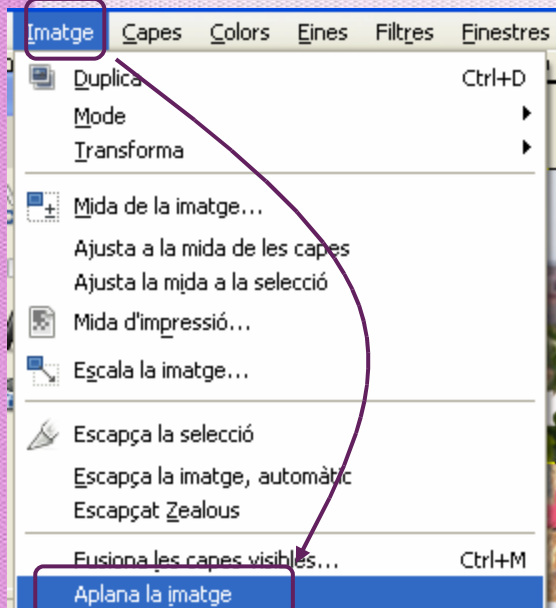 Imatge Capes Colors Eines Filtres Finestres
Duplica Ctrl+D
Mode
Transforma
Mida de la imatge...
Ajusta a la mida de les capes
Ajusta la mida a la selecció
Mida d'impressió...
Escala la imatge...
Escapça la selecció
Escapça la imatge, automàtic
Escapçat Zealous
Fusiona les capes visibles... Ctrl+M
Aplana la imatge